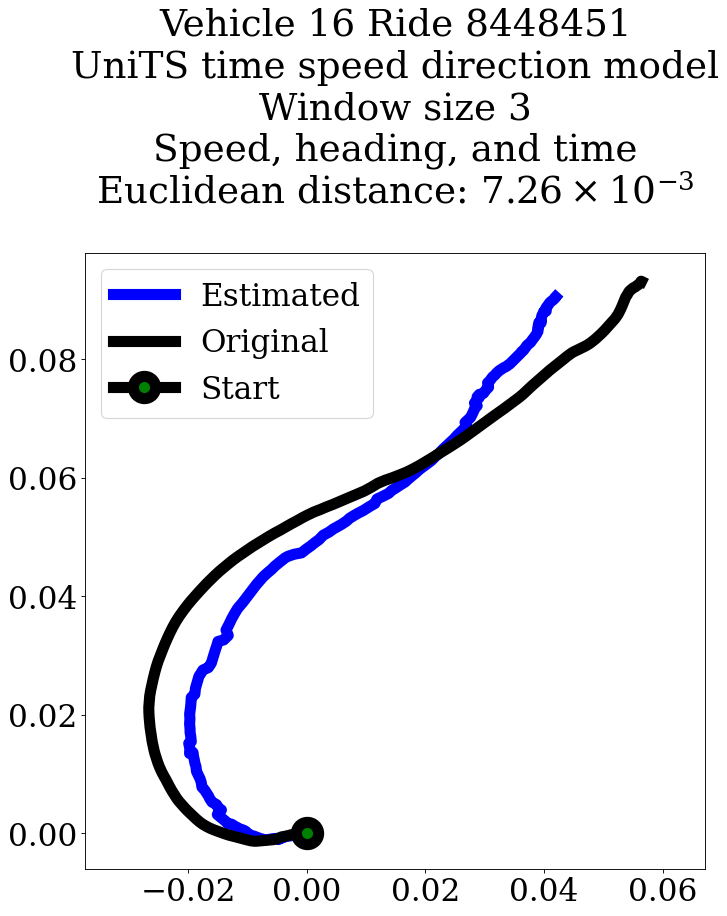 Vehicle 16 Ride 8448451
UniTS time speed direction model
Window size 3
Speed, heading, and time
Euclidean distance: 7.26 × 10⁻³
Estimated
Original
Start
0.08
0.06
0.04
0.02
0.00
−0.02 0.00 0.02 0.04 0.06